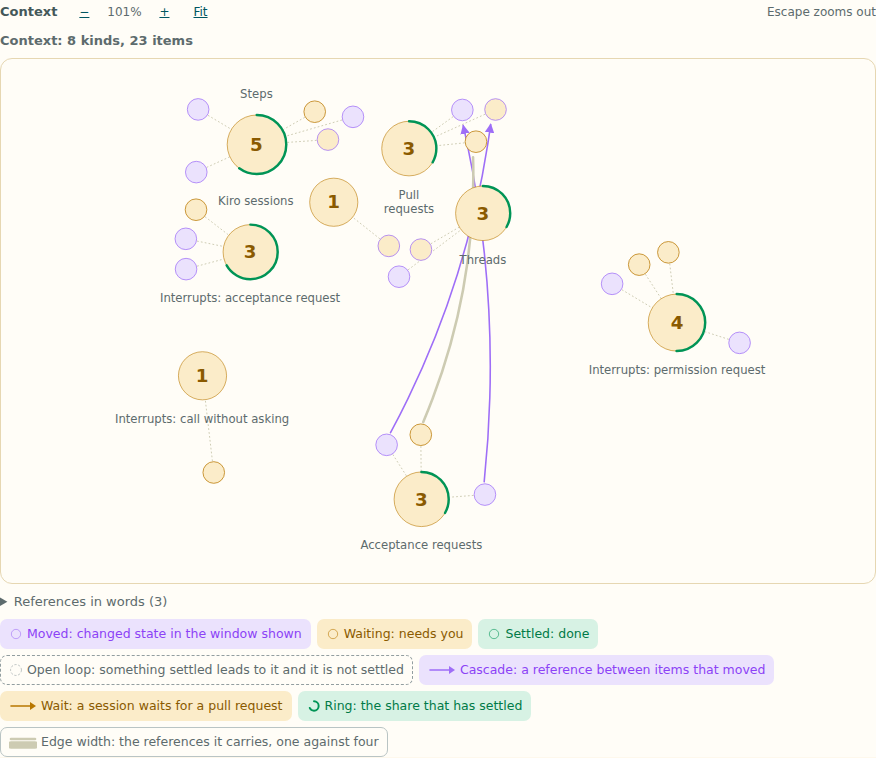 Context − 101% + Fit Escape zooms out
Context: 8 kinds, 23 items
Steps
5
3
Kiro sessions
1
Pull
requests
3
3
Threads
Interrupts: acceptance request
4
Interrupts: permission request
1
Interrupts: call without asking
3
Acceptance requests
References in words (3)
Moved: changed state in the window shown
Waiting: needs you
Settled: done
Open loop: something settled leads to it and it is not settled
Cascade: a reference between items that moved
Wait: a session waits for a pull request
Ring: the share that has settled
Edge width: the references it carries, one against four